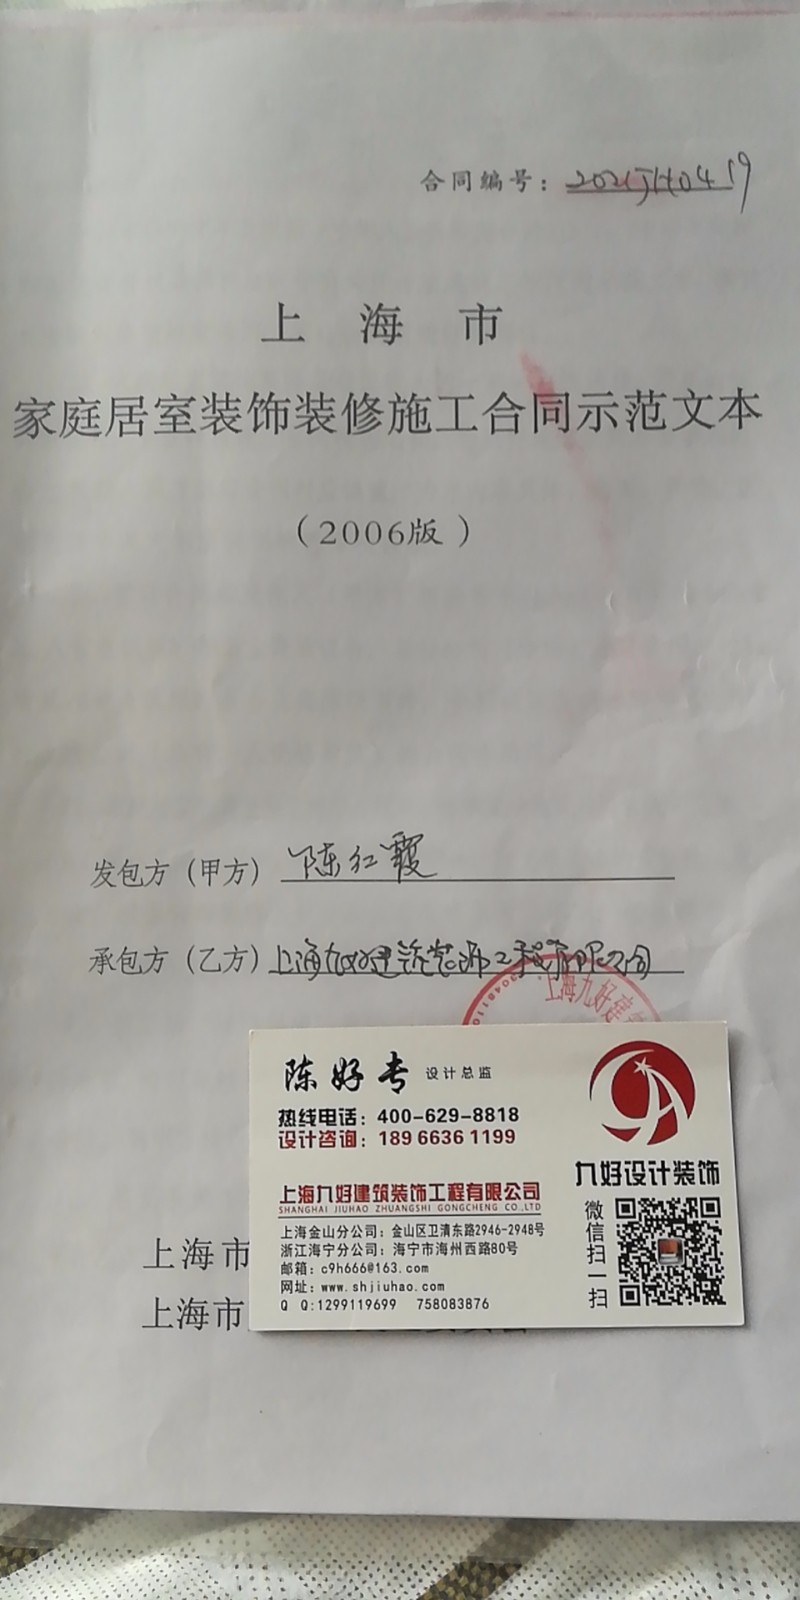 合同编号：2021JH0419
上 海 市
家庭居室装饰装修施工合同示范文本
（2006版）
发包方（甲方）陈红霞
承包方（乙方）上海九好建筑装饰工程有限公司
上海九好建
陈好专 设计总监
热线电话：400-629-8818
设计咨询：189 6636 1199
九好设计装饰
上海九好建筑装饰工程有限公司
SHANGHAI JIUHAO ZHUANGSHI GONGCHENG CO.,LTD
上海金山分公司：金山区卫清东路2946-2948号
浙江海宁分公司：海宁市海州西路80号
邮箱：c9h666@163.com
网址：www.shjiuhao.com
Q Q:1299119699 758083876
微信扫一扫
上海市
上海市